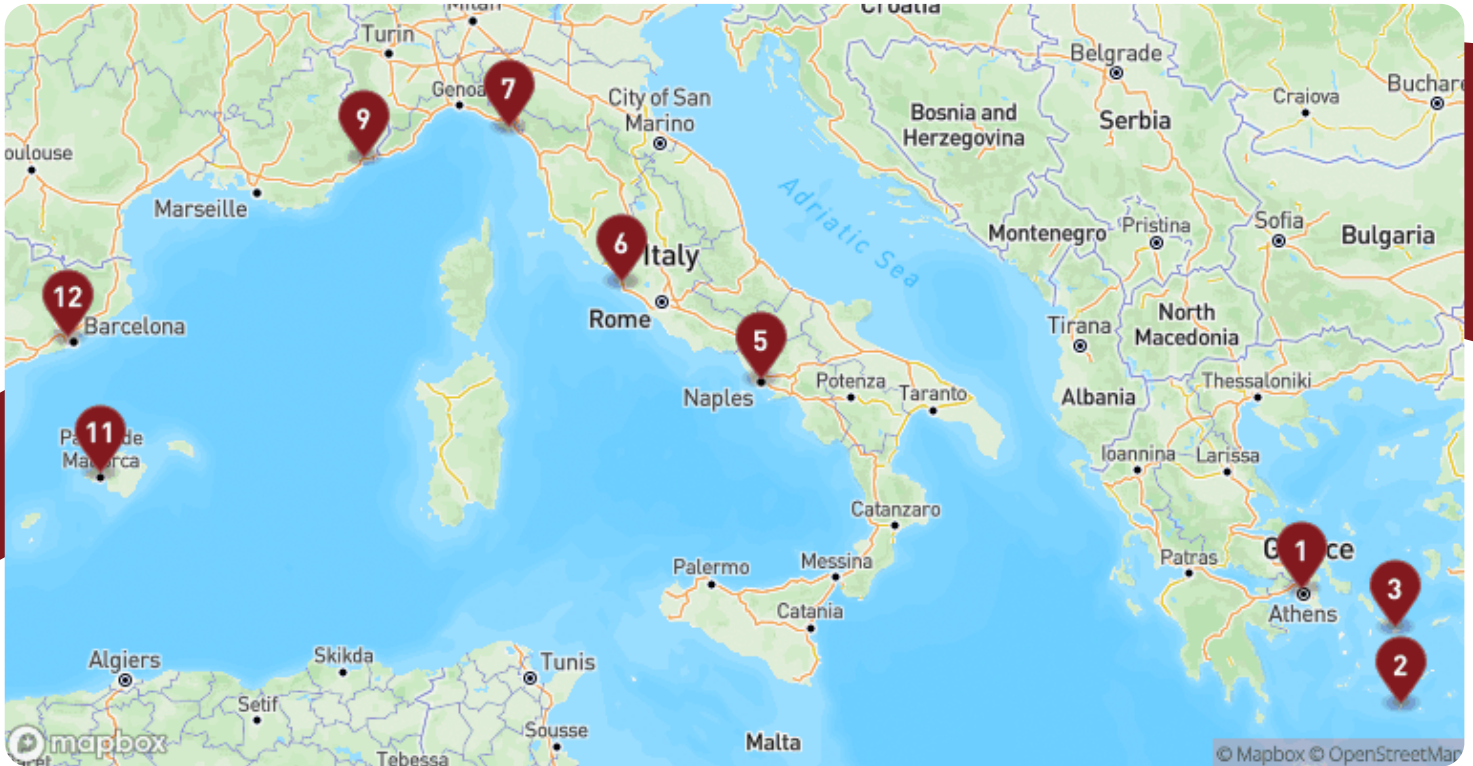 Croatia
Milan
Turin
Belgrade
7
Genoa
City of San
Marino
Bosnia and
Herzegovina
Craiova
Buchare
9
Serbia
oulouse
Marseille
Adriatic Sea
Montenegro
Pristina
Sofia
Bulgaria
6
Italy
12
Barcelona
Rome
North
Macedonia
Tirana
5
Naples
Potenza
Taranto
Albania
Thessaloniki
11
Ioannina
Larissa
Catanzaro
Palermo
Messina
Patras
1
Athens
3
Catania
2
Algiers
Skikda
Tunis
Setif
Sousse
Malta
Tebessa
mapbox
© Mapbox © OpenStreetMap